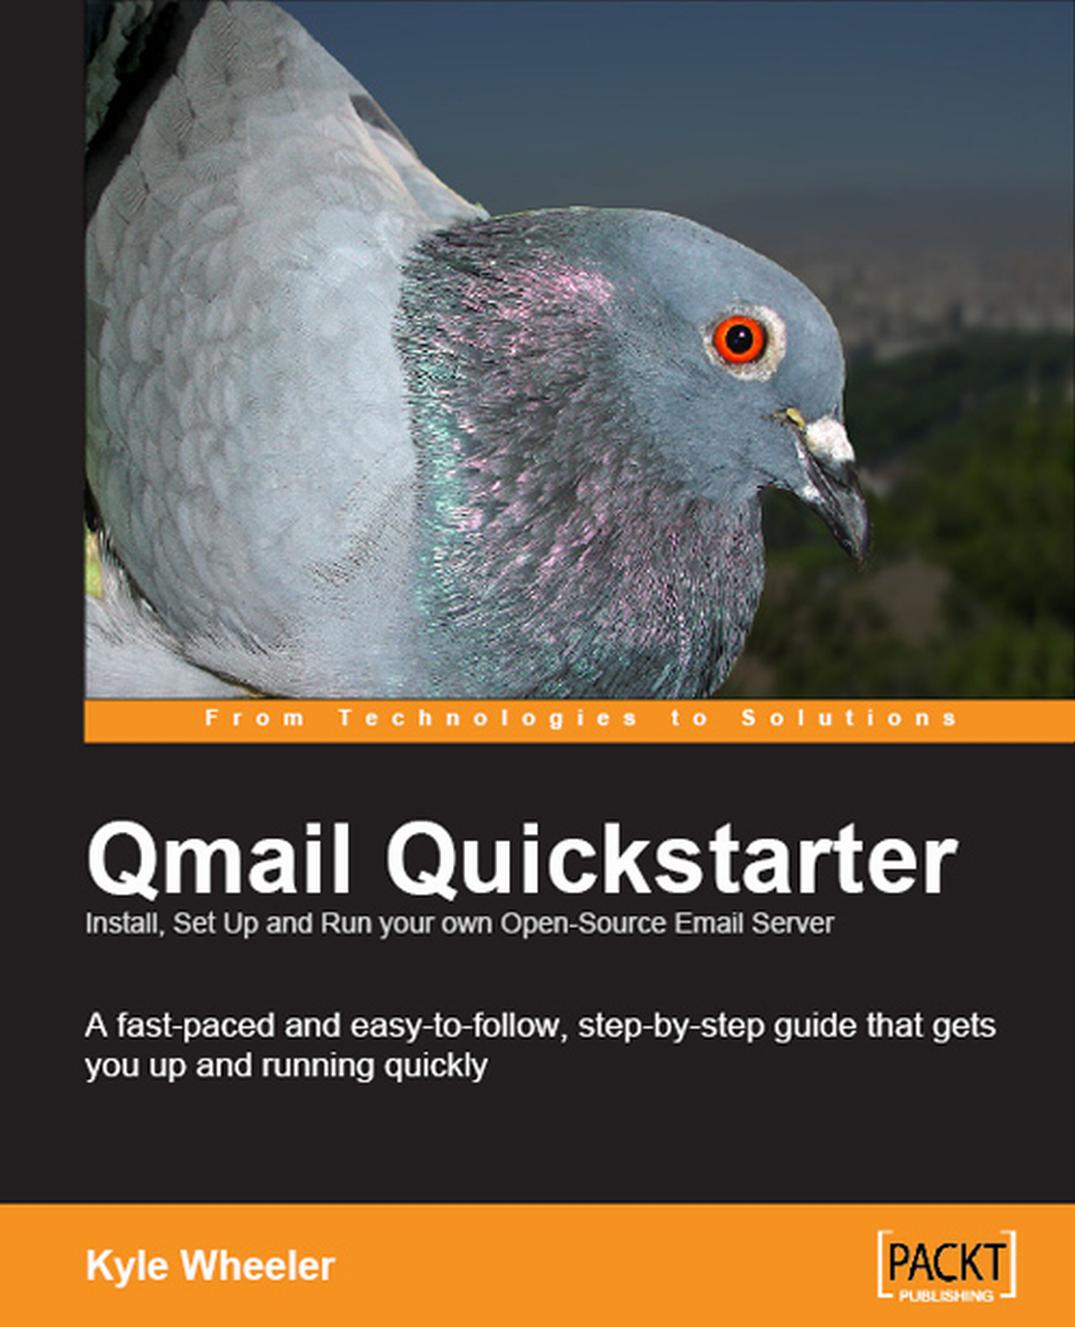 From Technologies to Solutions
Qmail Quickstarter
Install, Set Up and Run your own Open-Source Email Server
A fast-paced and easy-to-follow, step-by-step guide that gets
you up and running quickly
Kyle Wheeler
PACKT
PUBLISHING